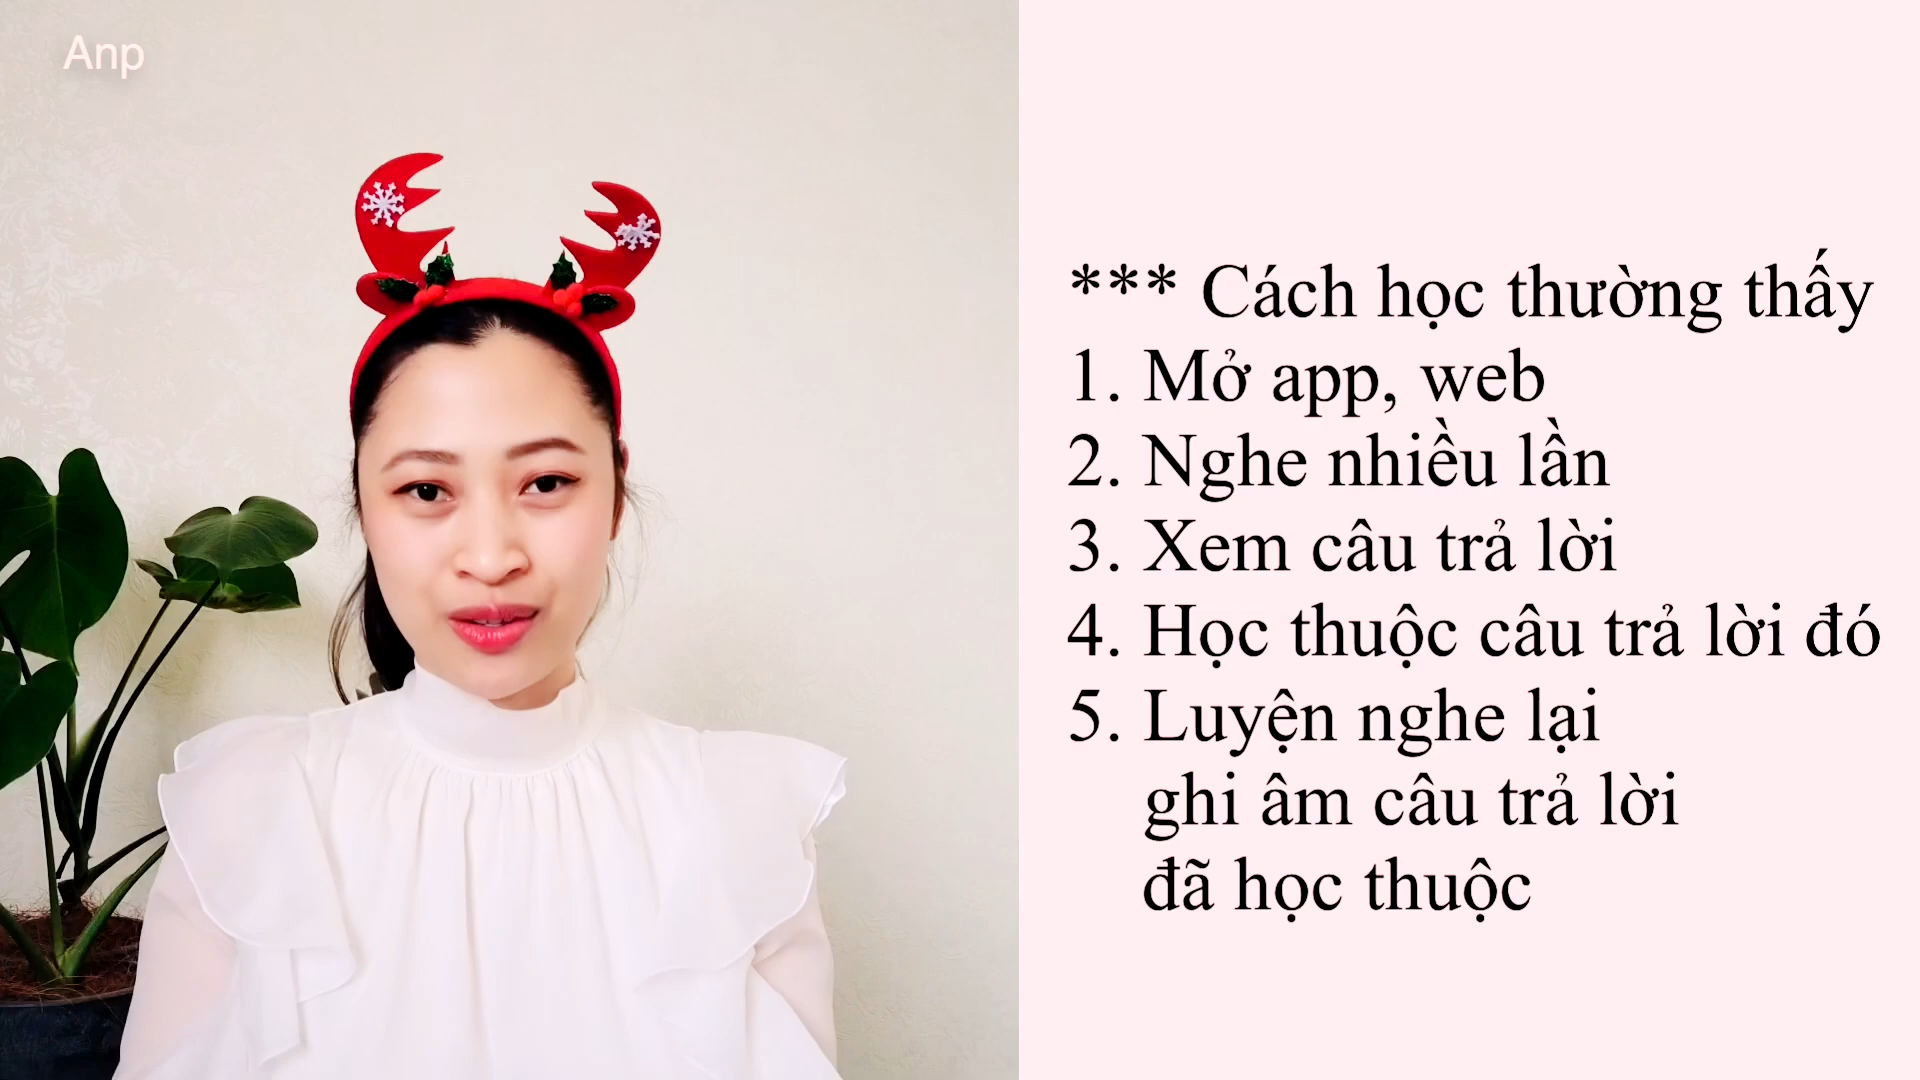 Anp
*** Cách học thường thấy
1. Mở app, web
2. Nghe nhiều lần
3. Xem câu trả lời
4. Học thuộc câu trả lời đó
5. Luyện nghe lại
ghi âm câu trả lời
đã học thuộc